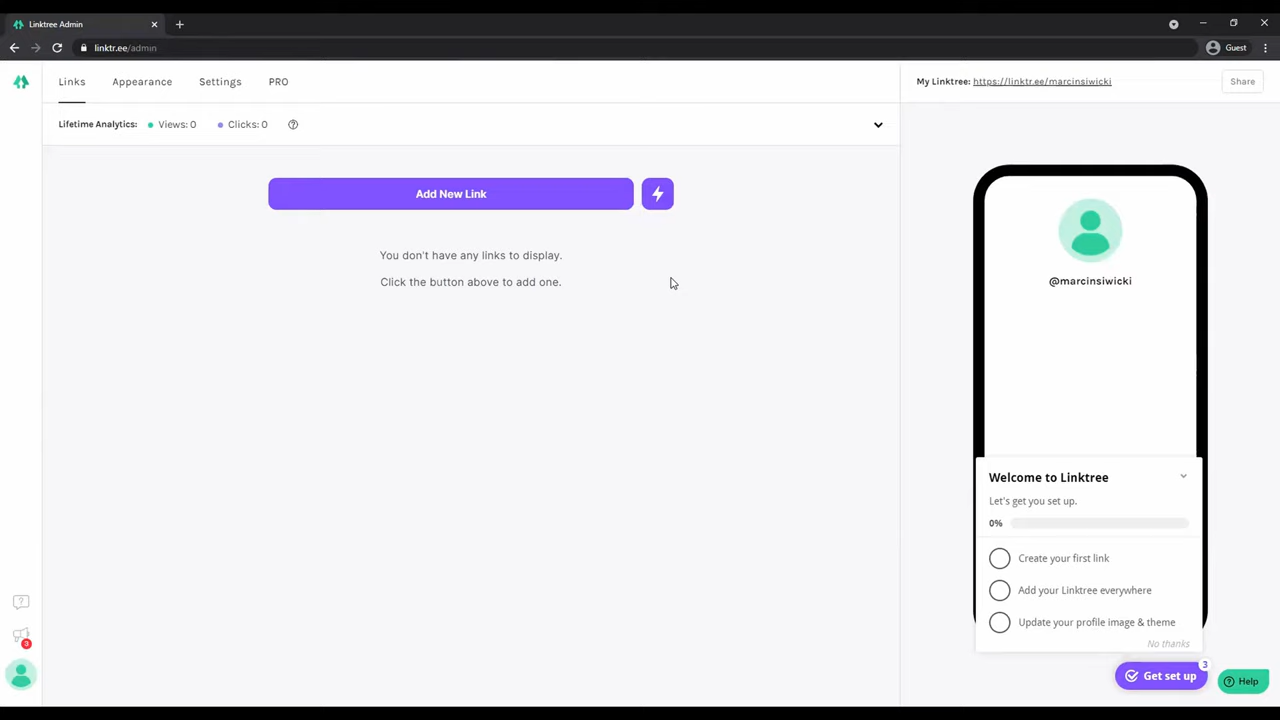 Linktree Admin
linktr.ee/admin
Guest
Links
Appearance
Settings
PRO
My Linktree: https://linktr.ee/marcinsiwicki
Share
Lifetime Analytics:
Views: 0
Clicks: 0
Add New Link
You don't have any links to display.
Click the button above to add one.
@marcinsiwicki
Welcome to Linktree
Let's get you set up.
0%
Create your first link
Add your Linktree everywhere
Update your profile image & theme
No thanks
3
Get set up
3
Help